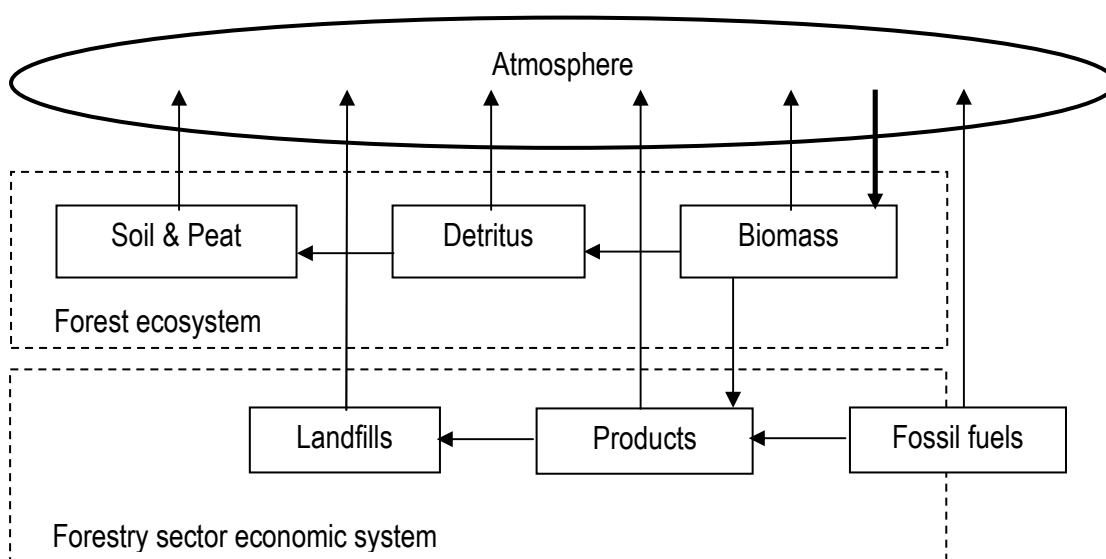 Atmosphere
Soil & Peat
Detritus
Biomass
Forest ecosystem
Landfills
Products
Fossil fuels
Forestry sector economic system